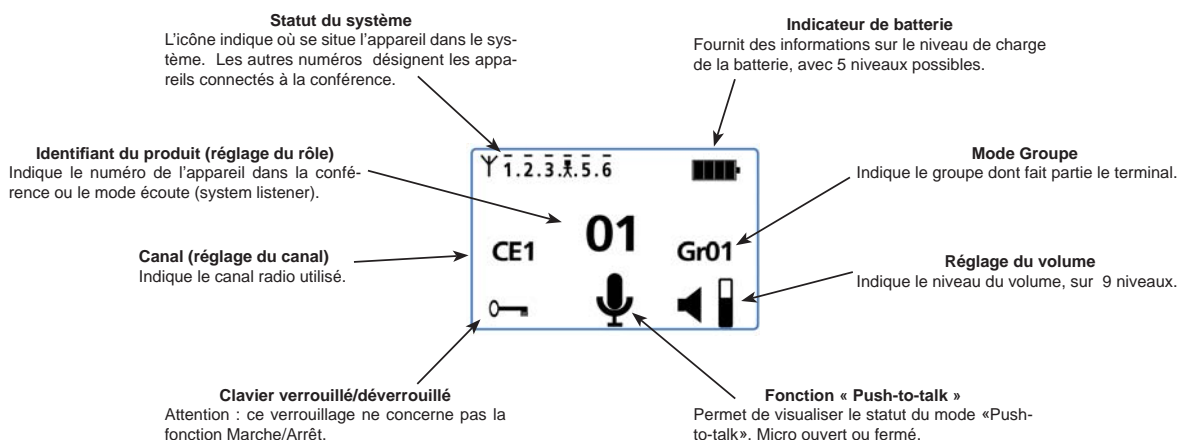 Statut du système
L'icône indique où se situe l'appareil dans le sys-
tème. Les autres numéros désignent les appa-
reils connectés à la conférence.
Indicateur de batterie
Fournit des informations sur le niveau de charge
de la batterie, avec 5 niveaux possibles.
Identifiant du produit (réglage du rôle)
Indique le numéro de l'appareil dans la confé-
rence ou le mode écoute (system listener).
Mode Groupe
Indique le groupe dont fait partie le terminal.
Canal (réglage du canal)
Indique le canal radio utilisé.
Réglage du volume
Indique le niveau du volume, sur 9 niveaux.
1.2.3. .5.6
01
CE1
Gr01
Clavier verrouillé/déverrouillé
Attention : ce verrouillage ne concerne pas la
fonction Marche/Arrêt.
Fonction « Push-to-talk »
Permet de visualiser le statut du mode «Push-
to-talk». Micro ouvert ou fermé.